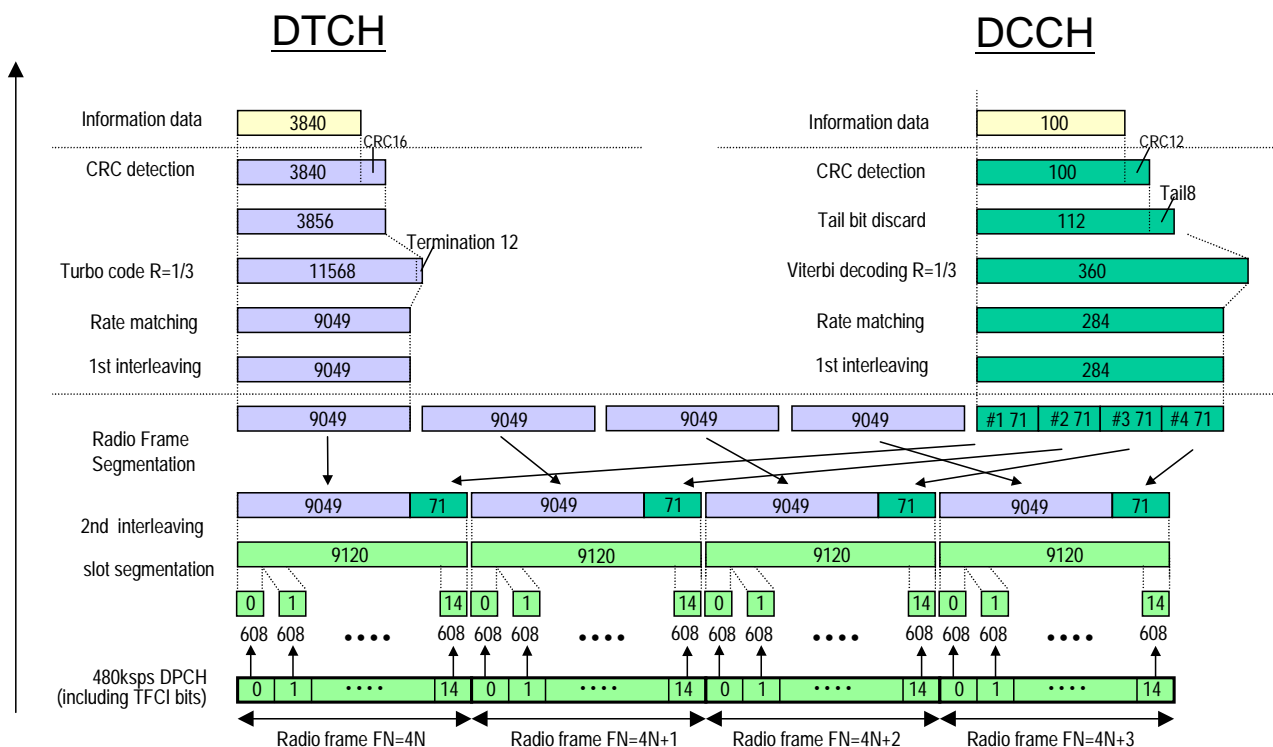 DTCH DCCH
Information data 3840 Information data 100
CRC16 CRC12
CRC detection 3840 CRC detection 100
Tail8
3856 Tail bit discard 112
Termination 12
Turbo code R=1/3 11568 Viterbi decoding R=1/3 360
Rate matching 9049 Rate matching 284
1st interleaving 9049 1st interleaving 284
9049 9049 9049 9049 #1 71 #2 71 #3 71 #4 71
Radio Frame
Segmentation
9049 71 9049 71 9049 71 9049 71
2nd interleaving
9120 9120 9120 9120
slot segmentation
0 1 14 0 1 14 0 1 14 0 1 14
608 608 •••• 608 608 608 •••• 608 608 608 •••• 608 608 608 •••• 608
480ksps DPCH
(including TFCI bits)
0 1 •••• 14 0 1 •••• 14 0 1 •••• 14 0 1 •••• 14
Radio frame FN=4N Radio frame FN=4N+1 Radio frame FN=4N+2 Radio frame FN=4N+3